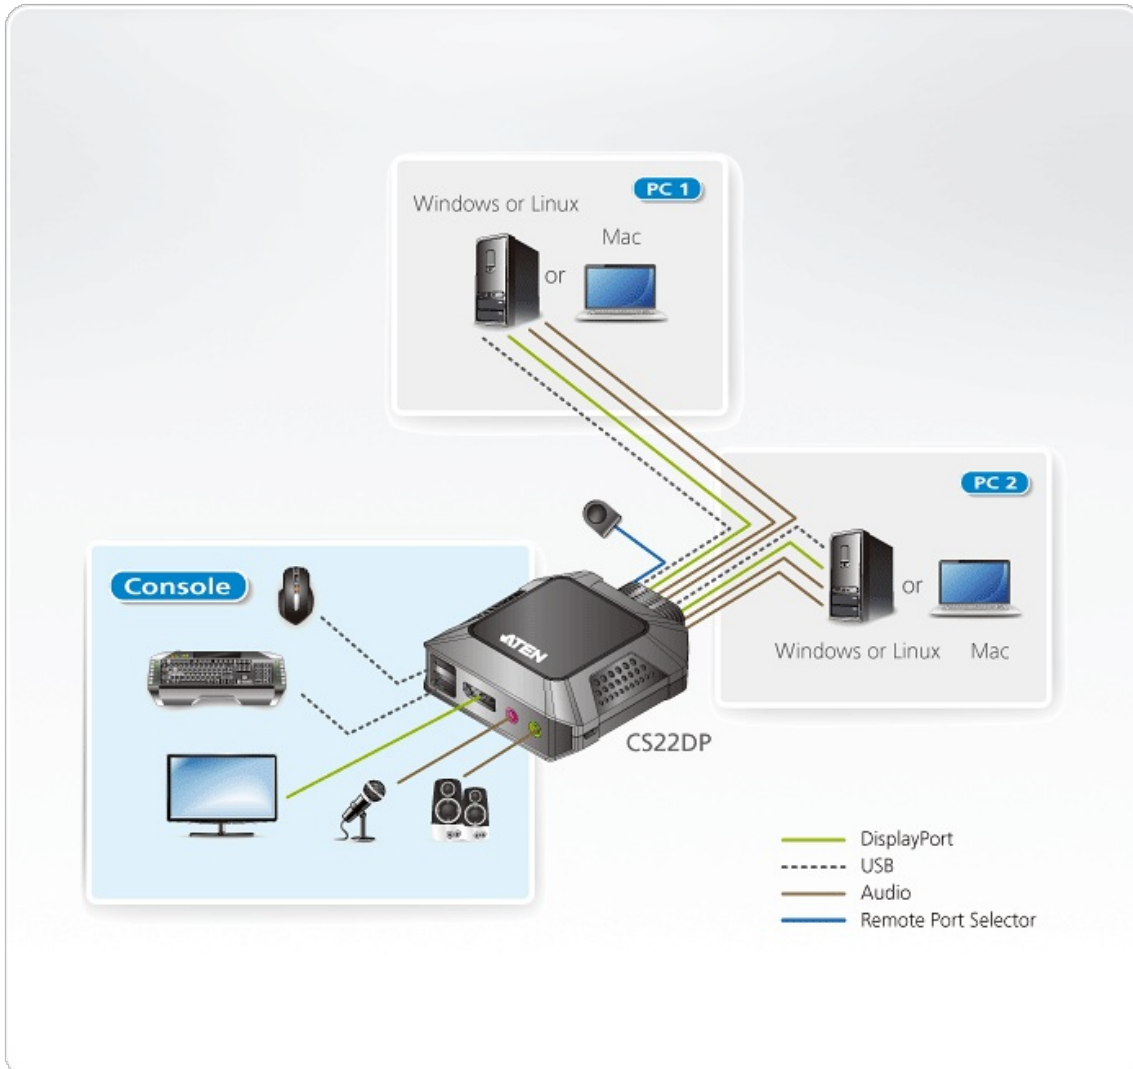 PC 1
Windows or Linux
Mac
or
PC 2
or
Windows or Linux Mac
Console
ATEN
CS22DP
DisplayPort
USB
Audio
Remote Port Selector